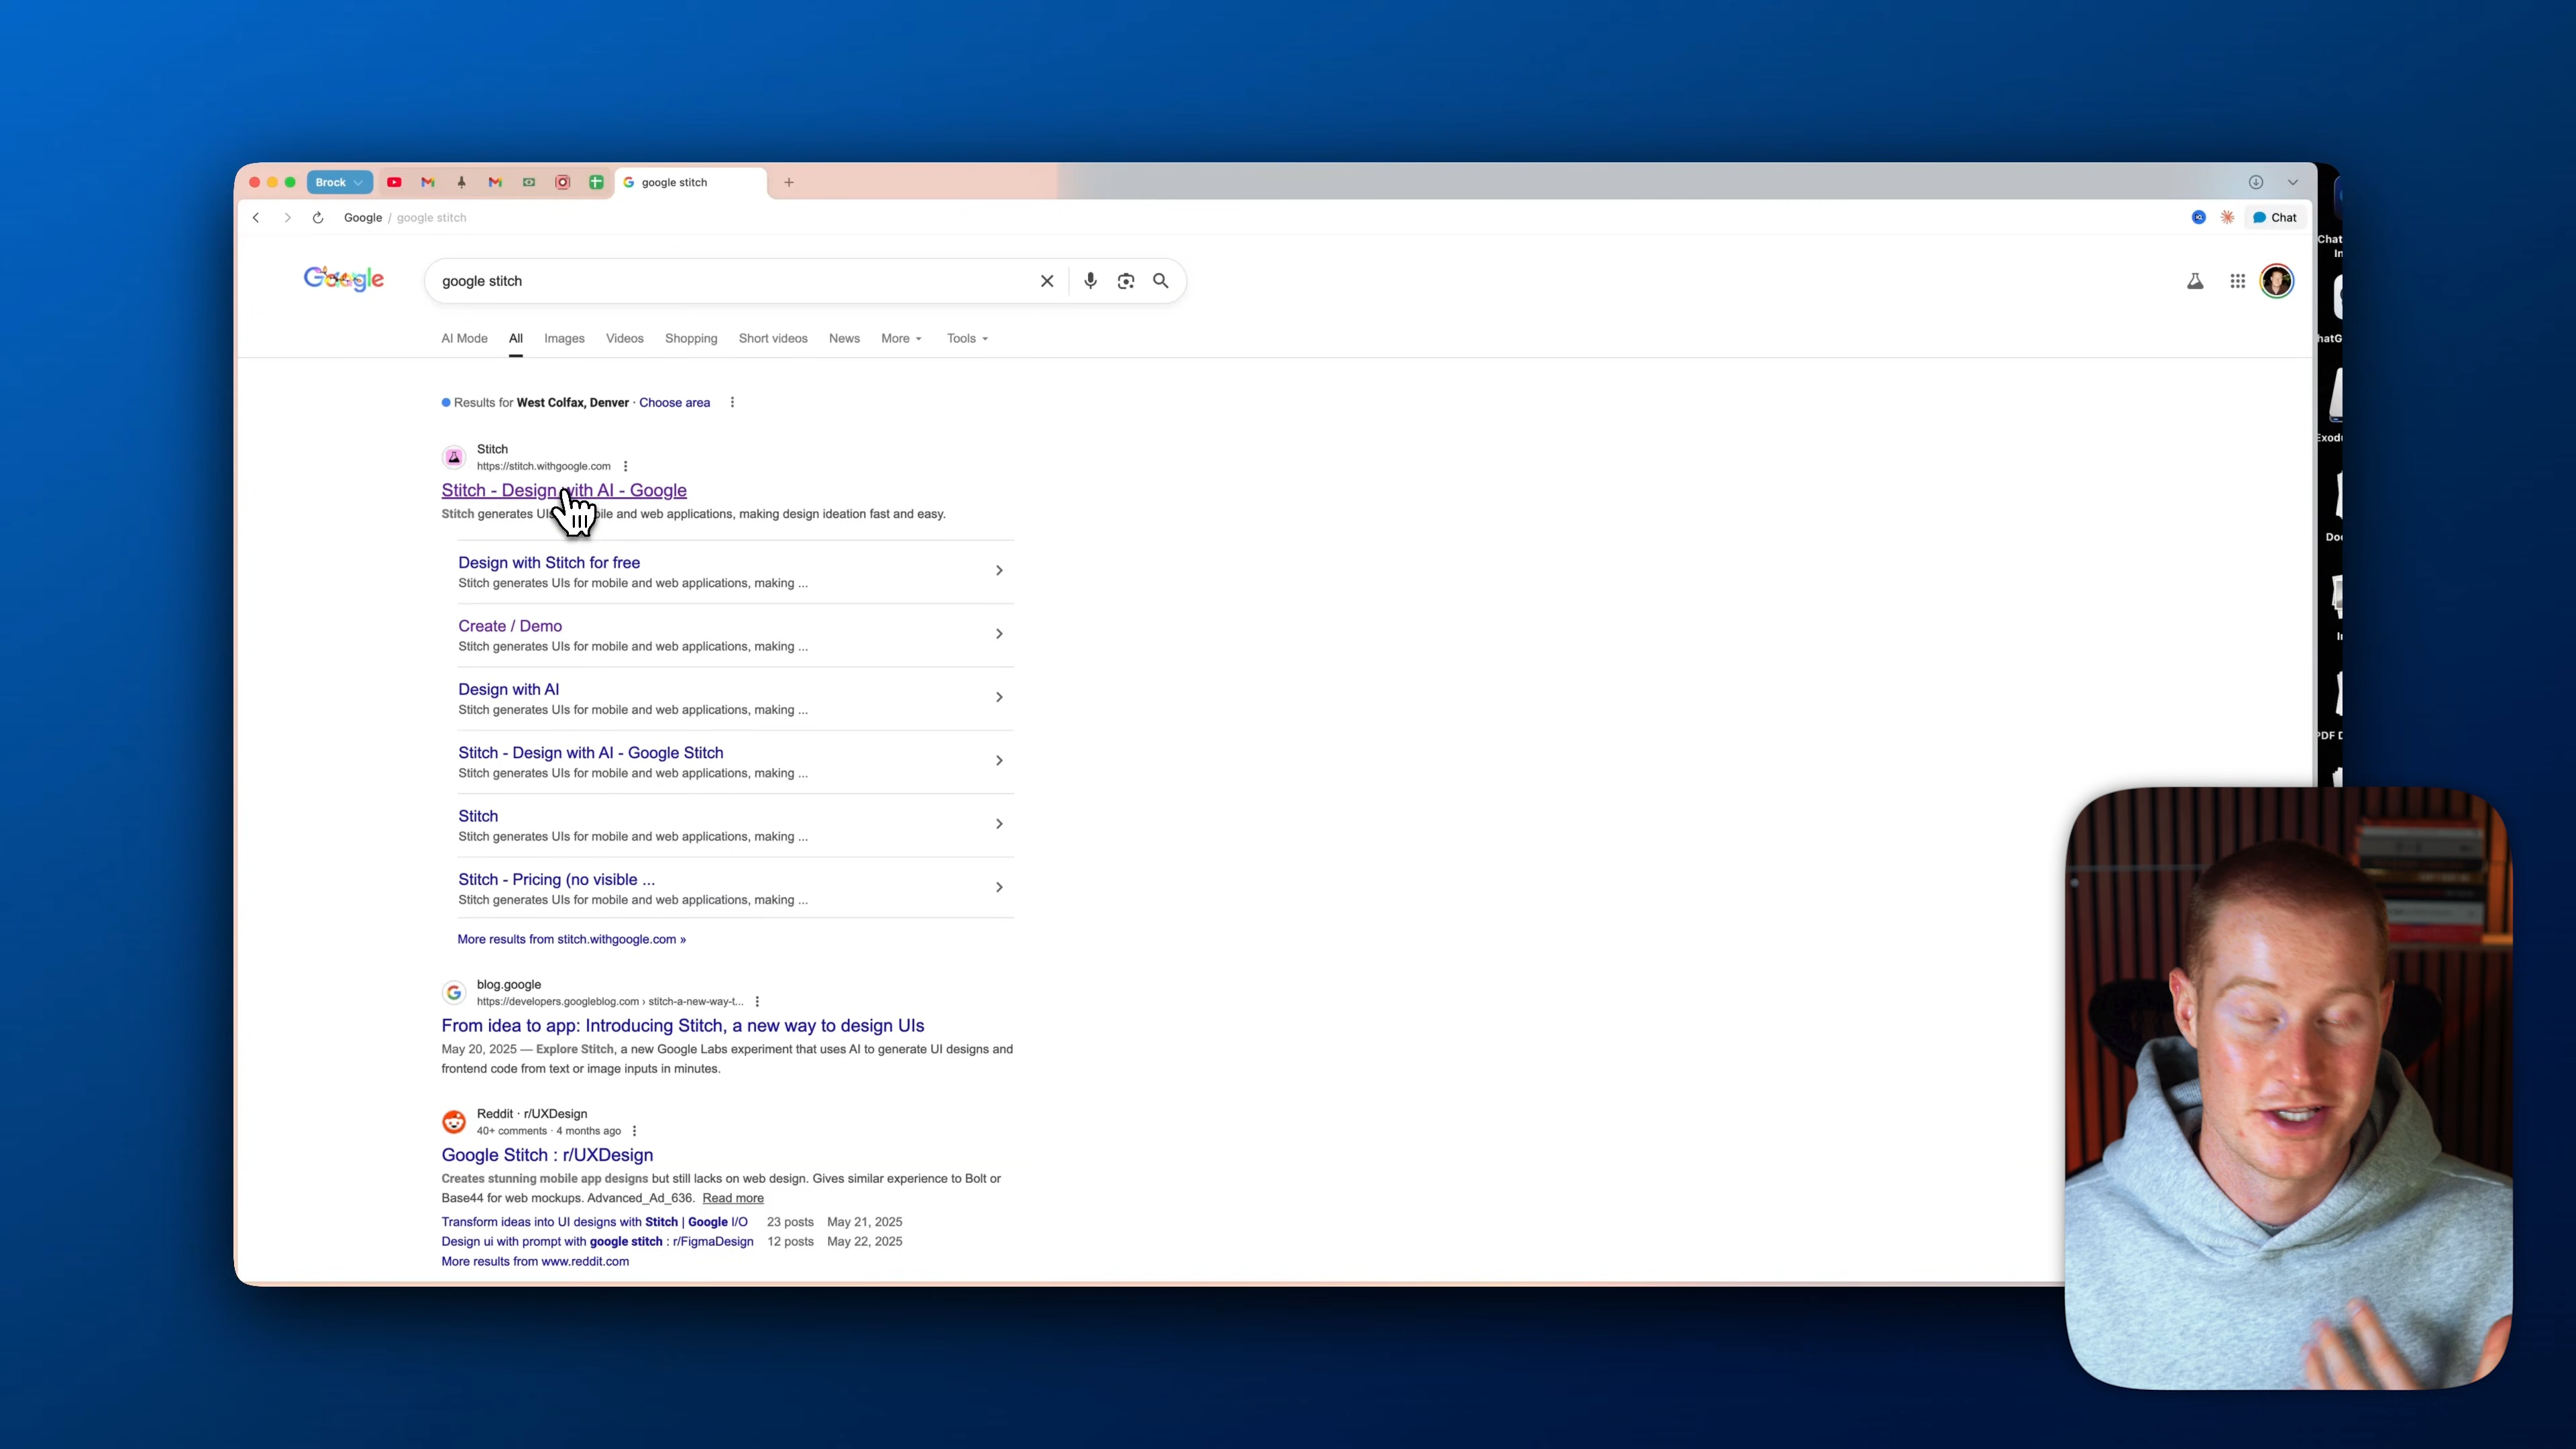 Brock
google stitch
Google / google stitch
Chat
Google
google stitch
AI Mode
All
Images
Videos
Shopping
Short videos
News
More
Tools
Results for West Colfax, Denver · Choose area
Stitch
https://stitch.withgoogle.com
Stitch - Design with AI - Google
Stitch generates UIs mobile and web applications, making design ideation fast and easy.
Design with Stitch for free
Stitch generates UIs for mobile and web applications, making ...
Create / Demo
Stitch generates UIs for mobile and web applications, making ...
Design with AI
Stitch generates UIs for mobile and web applications, making ...
Stitch - Design with AI - Google Stitch
Stitch generates UIs for mobile and web applications, making ...
Stitch
Stitch generates UIs for mobile and web applications, making ...
Stitch - Pricing (no visible ...
Stitch generates UIs for mobile and web applications, making ...
More results from stitch.withgoogle.com »
blog.google
https://developers.googleblog.com › stitch-a-new-way-t...
From idea to app: Introducing Stitch, a new way to design UIs
May 20, 2025 — Explore Stitch, a new Google Labs experiment that uses AI to generate UI designs and
frontend code from text or image inputs in minutes.
Reddit · r/UXDesign
40+ comments · 4 months ago
Google Stitch : r/UXDesign
Creates stunning mobile app designs but still lacks on web design. Gives similar experience to Bolt or
Base44 for web mockups. Advanced_Ad_636. Read more
Transform ideas into UI designs with Stitch | Google I/O 23 posts May 21, 2025
Design ui with prompt with google stitch : r/FigmaDesign 12 posts May 22, 2025
More results from www.reddit.com
Chat